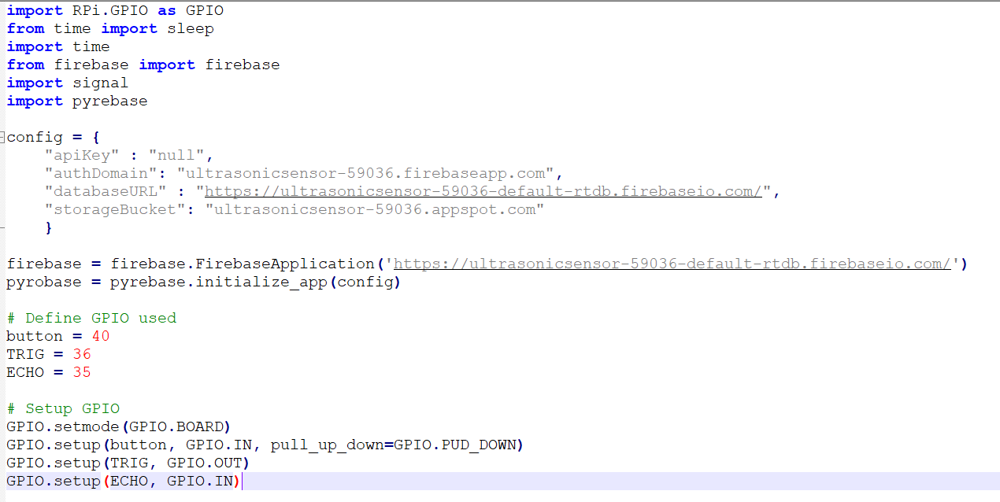 import RPi.GPIO as GPIO
from time import sleep
import time
from firebase import firebase
import signal
import pyrebase
config = {
    "apiKey" : "null",
    "authDomain": "ultrasonicsensor-59036.firebaseapp.com",
    "databaseURL" : "https://ultrasonicsensor-59036-default-rtdb.firebaseio.com/",
    "storageBucket": "ultrasonicsensor-59036.appspot.com"
    }
firebase = firebase.FirebaseApplication('https://ultrasonicsensor-59036-default-rtdb.firebaseio.com/')
pyrobase = pyrebase.initialize_app(config)
# Define GPIO used
button = 40
TRIG = 36
ECHO = 35
# Setup GPIO
GPIO.setmode(GPIO.BOARD)
GPIO.setup(button, GPIO.IN, pull_up_down=GPIO.PUD_DOWN)
GPIO.setup(TRIG, GPIO.OUT)
GPIO.setup(ECHO, GPIO.IN)